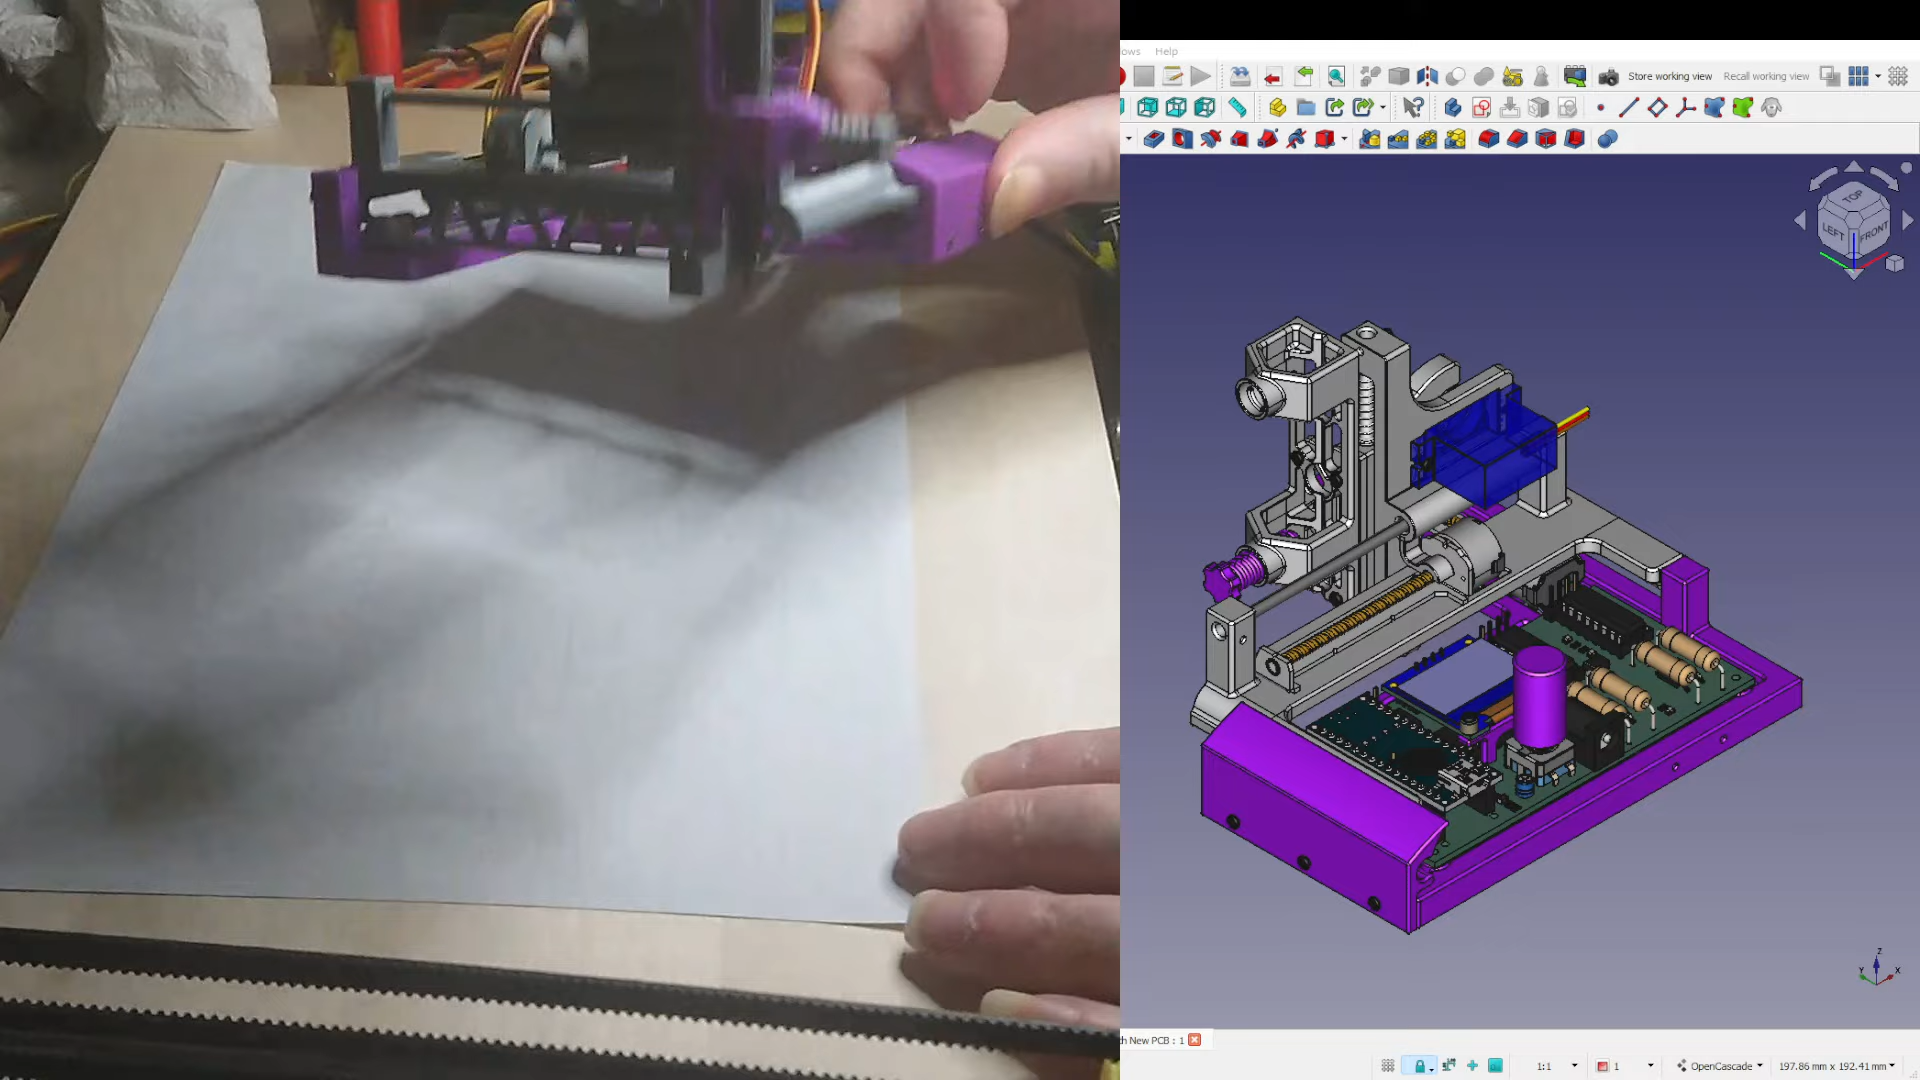 ows Help
Store working view Recall working view
TOP
LEFT FRONT
Z
Y X
h New PCB : 1
1:1 1 OpenCascade 197.86 mm x 192.41 mm